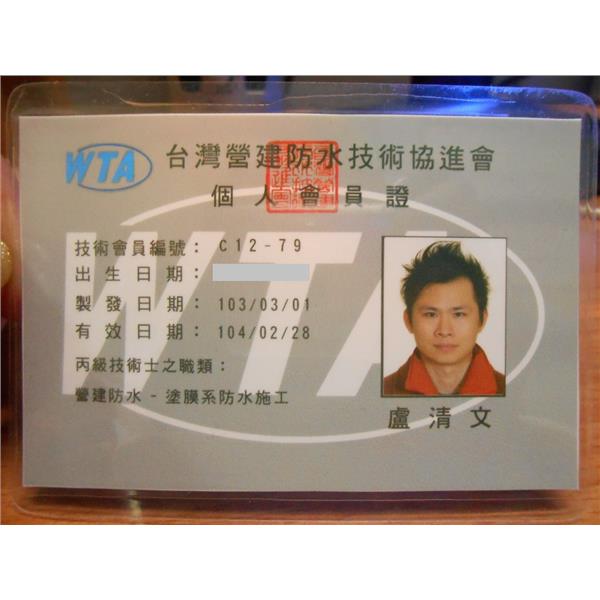 WTA 台灣營建防水技術協進會
個人會員證
技術會員編號： C12-79
出生日期：
製發日期： 103/03/01
有效日期： 104/02/28
丙級技術士之職類：
營建防水 - 塗膜系防水施工
盧清文
WTA